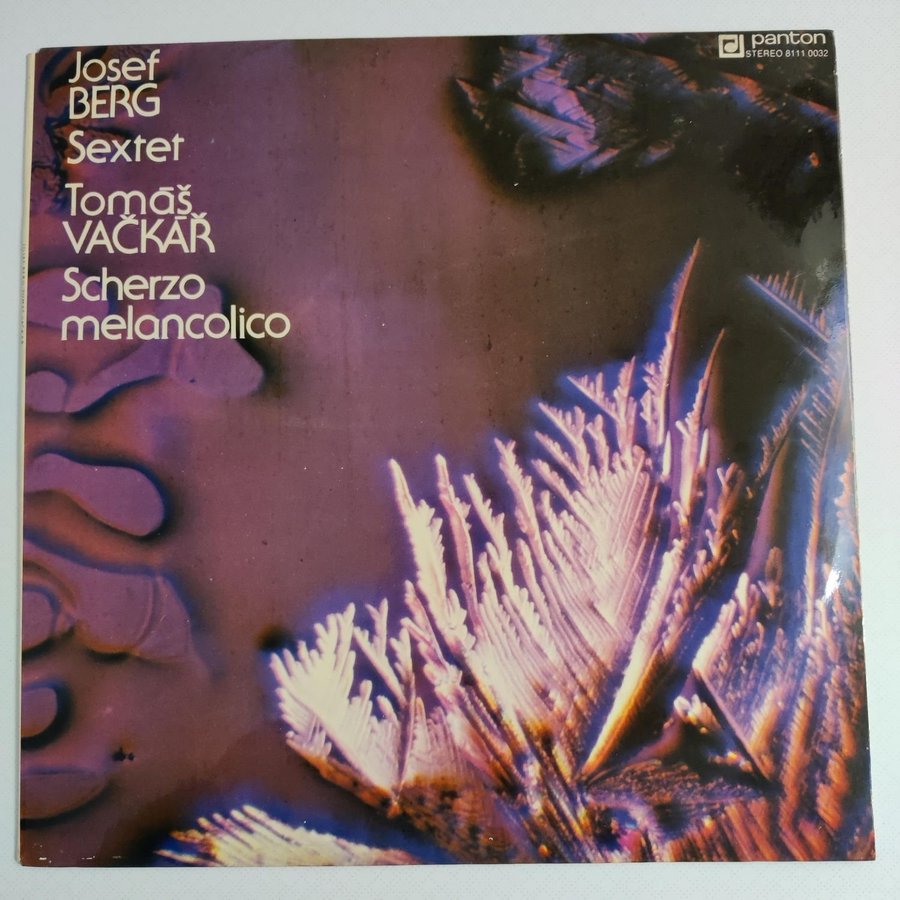 Josef
BERG
Sextet
Tomáš
VAČKÁŘ
Scherzo
melancolico
panton
STEREO 8111 0032